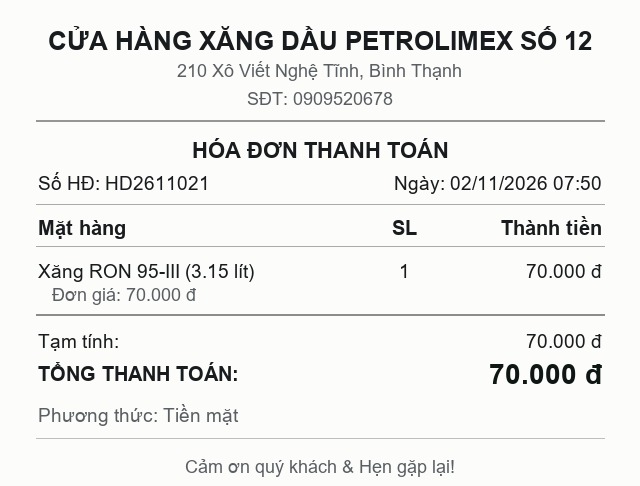 CỬA HÀNG XĂNG DẦU PETROLIMEX SỐ 12
210 Xô Viết Nghệ Tĩnh, Bình Thạnh
SĐT: 0909520678
HÓA ĐƠN THANH TOÁN
Số HĐ: HD2611021 Ngày: 02/11/2026 07:50
Mặt hàng SL Thành tiền
Xăng RON 95-III (3.15 lít) 1 70.000 đ
Đơn giá: 70.000 đ
Tạm tính: 70.000 đ
TỔNG THANH TOÁN: 70.000 đ
Phương thức: Tiền mặt
Cảm ơn quý khách & Hẹn gặp lại!